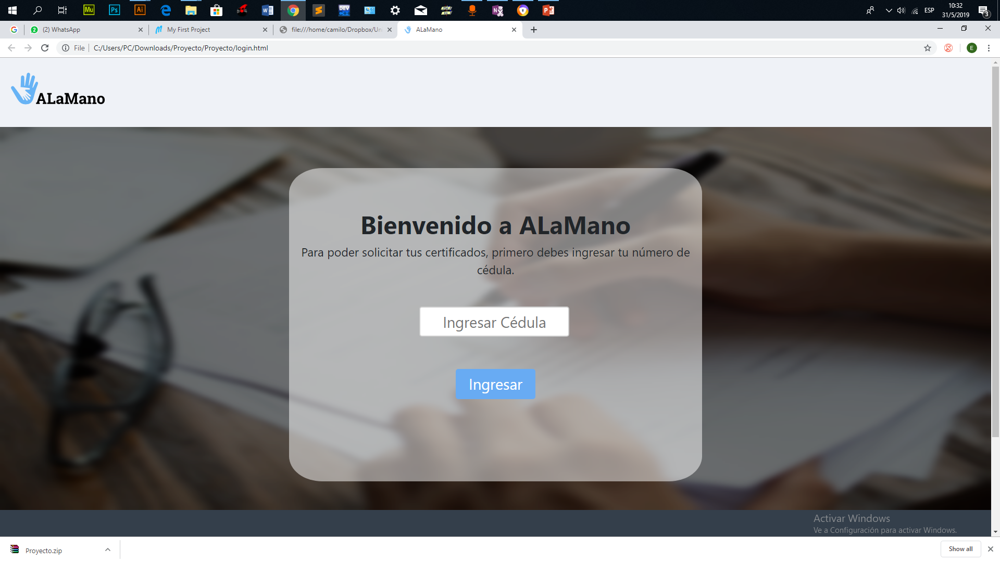 Mu Ps Ai DEV
ESP
10:32
31/5/2019
3
(2) WhatsApp
My First Project
file:///home/camilo/Dropbox/Un
ALaMano
File
C:/Users/PC/Downloads/Proyecto/Proyecto/login.html
E
ALaMano
Bienvenido a ALaMano
Para poder solicitar tus certificados, primero debes ingresar tu número de
cédula.
Ingresar Cédula
Ingresar
Activar Windows
Ve a Configuración para activar Windows.
Proyecto.zip
Show all